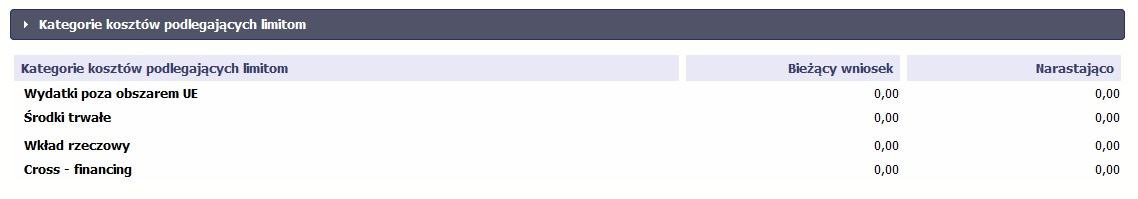 Kategorie kosztów podlegających limitom
Kategorie kosztów podlegających limitom Bieżący wniosek Narastająco
Wydatki poza obszarem UE 0,00 0,00
Środki trwałe 0,00 0,00
Wkład rzeczowy 0,00 0,00
Cross - financing 0,00 0,00